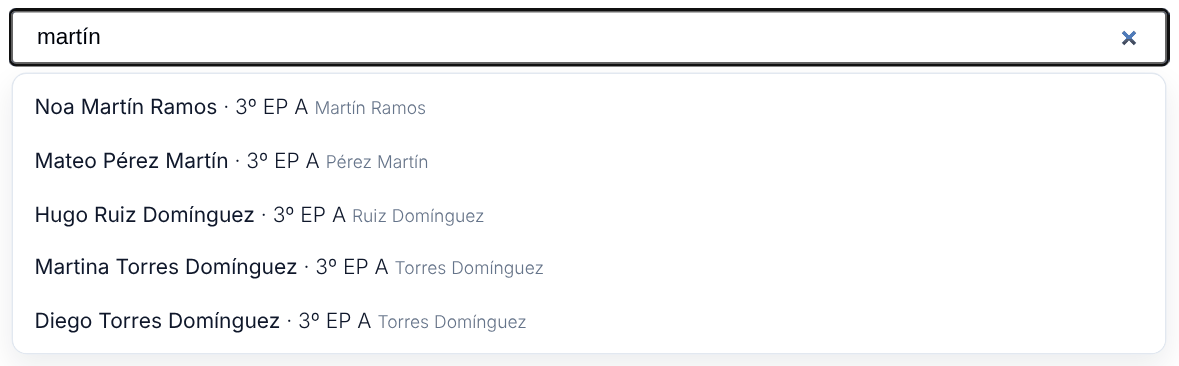 martín
Noa Martín Ramos · 3º EP A Martín Ramos
Mateo Pérez Martín · 3º EP A Pérez Martín
Hugo Ruiz Domínguez · 3º EP A Ruiz Domínguez
Martina Torres Domínguez · 3º EP A Torres Domínguez
Diego Torres Domínguez · 3º EP A Torres Domínguez